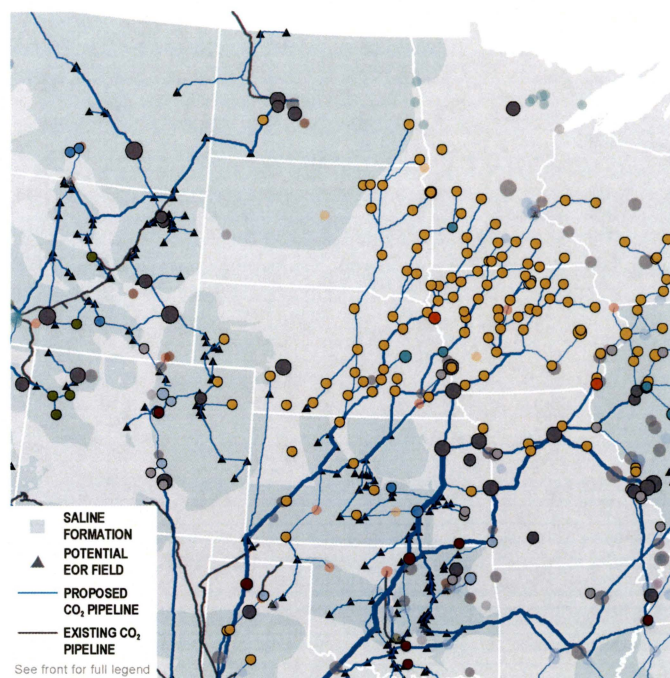 SALINE
FORMATION
POTENTIAL
EOR FIELD
PROPOSED
CO₂ PIPELINE
EXISTING CO₂
PIPELINE
See front for full legend